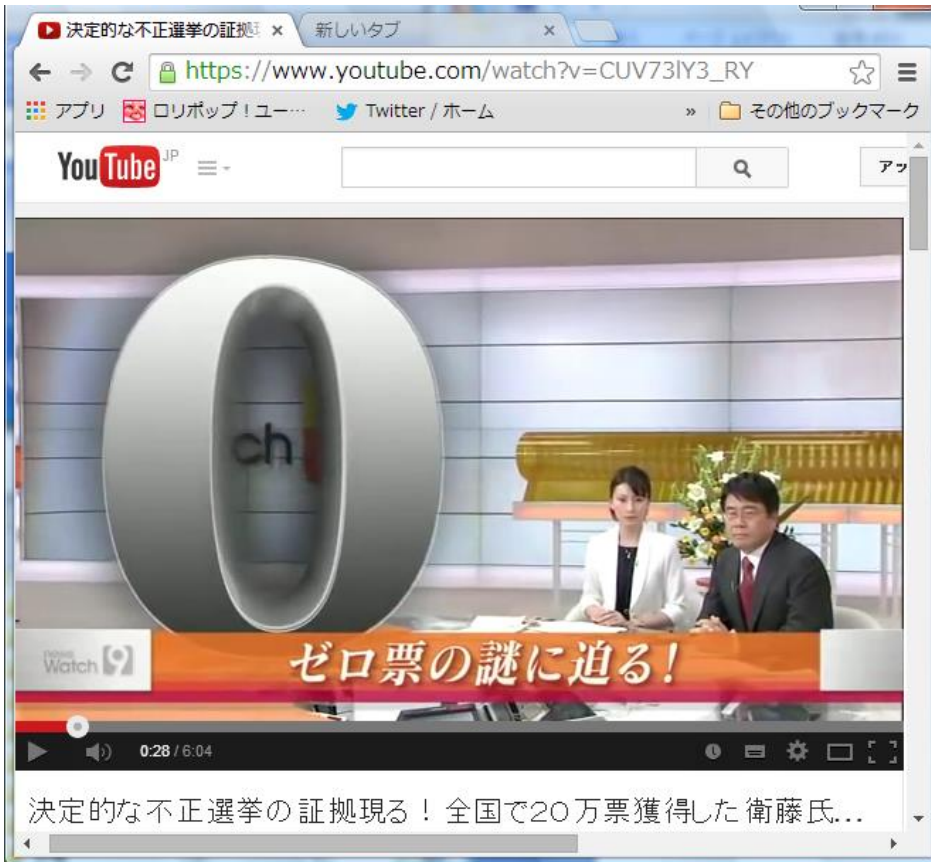 決定的な不正選挙の証拠
新しいタブ
https://www.youtube.com/watch?v=CUV73lY3_RY
アプリ ロリポップ！ユー… Twitter / ホーム » その他のブックマーク
YouTube JP
アッ
ch
news Watch 9
ゼロ票の謎に迫る!
0:28 / 6:04
決定的な不正選挙の証拠現る！全国で20万票獲得した衛藤氏...